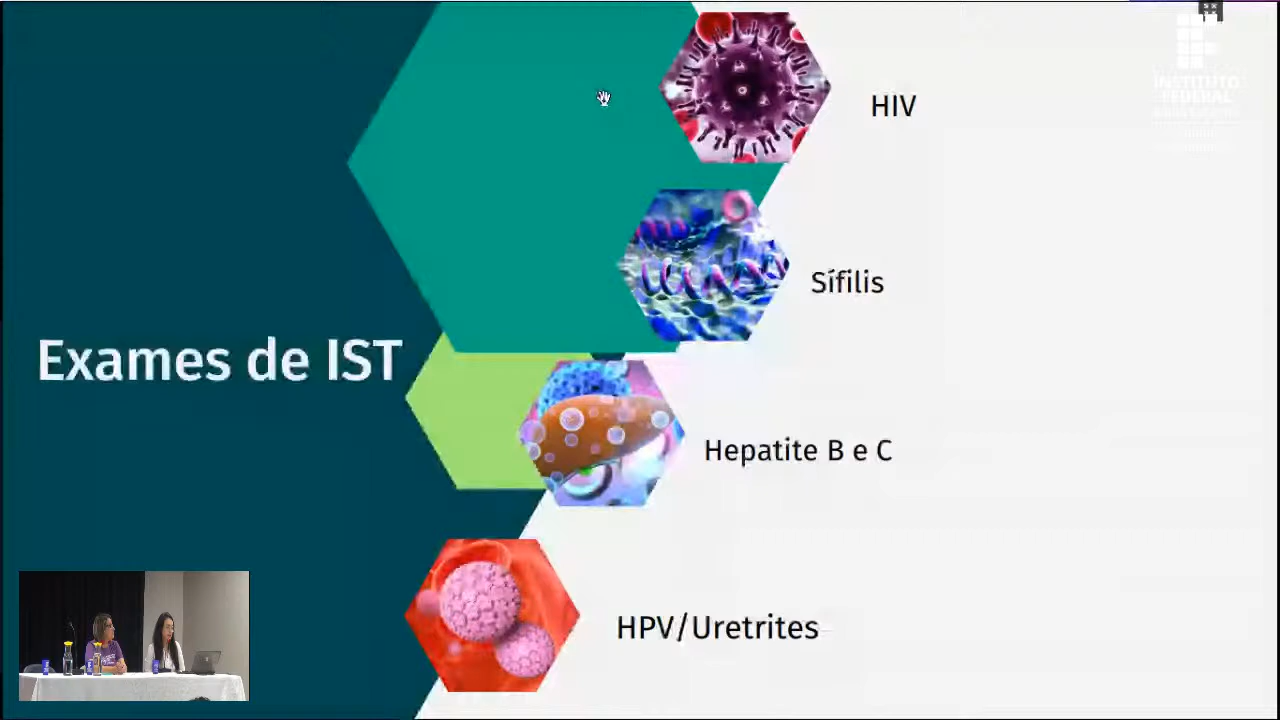 HIV
Sífilis
Exames de IST
Hepatite B e C
HPV/Uretrites
INSTITUTO
FEDERAL